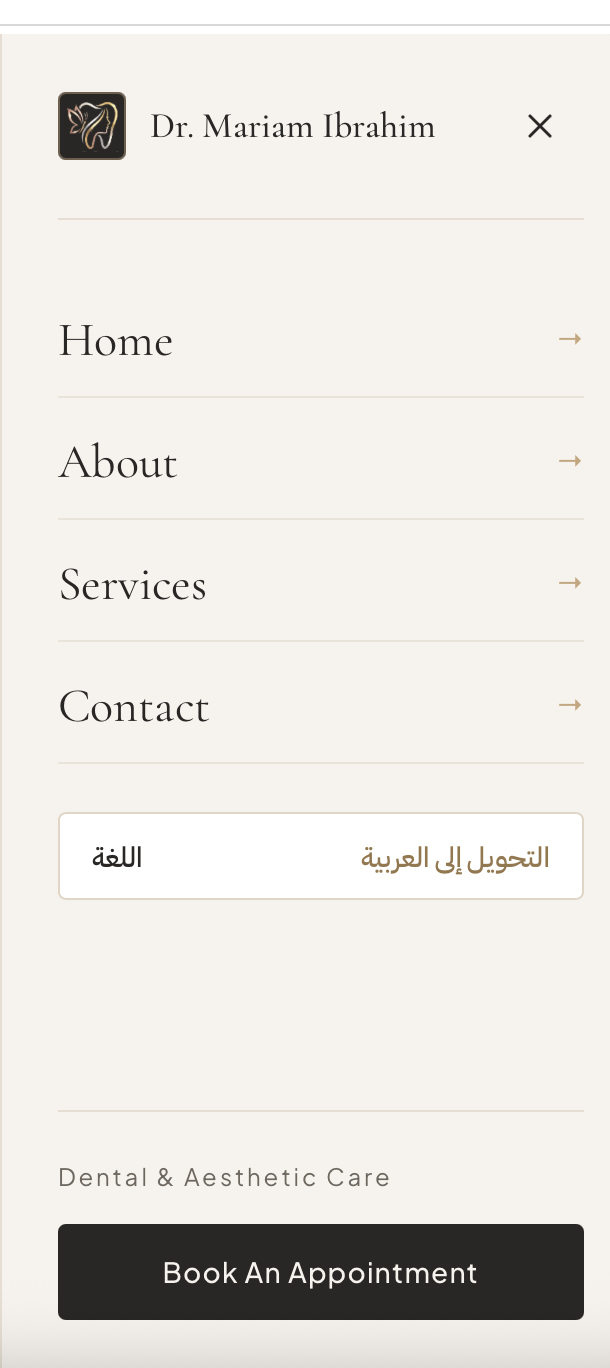 Dr. Mariam Ibrahim
Home
About
Services
Contact
اللغة
التحويل إلى العربية
Dental & Aesthetic Care
Book An Appointment